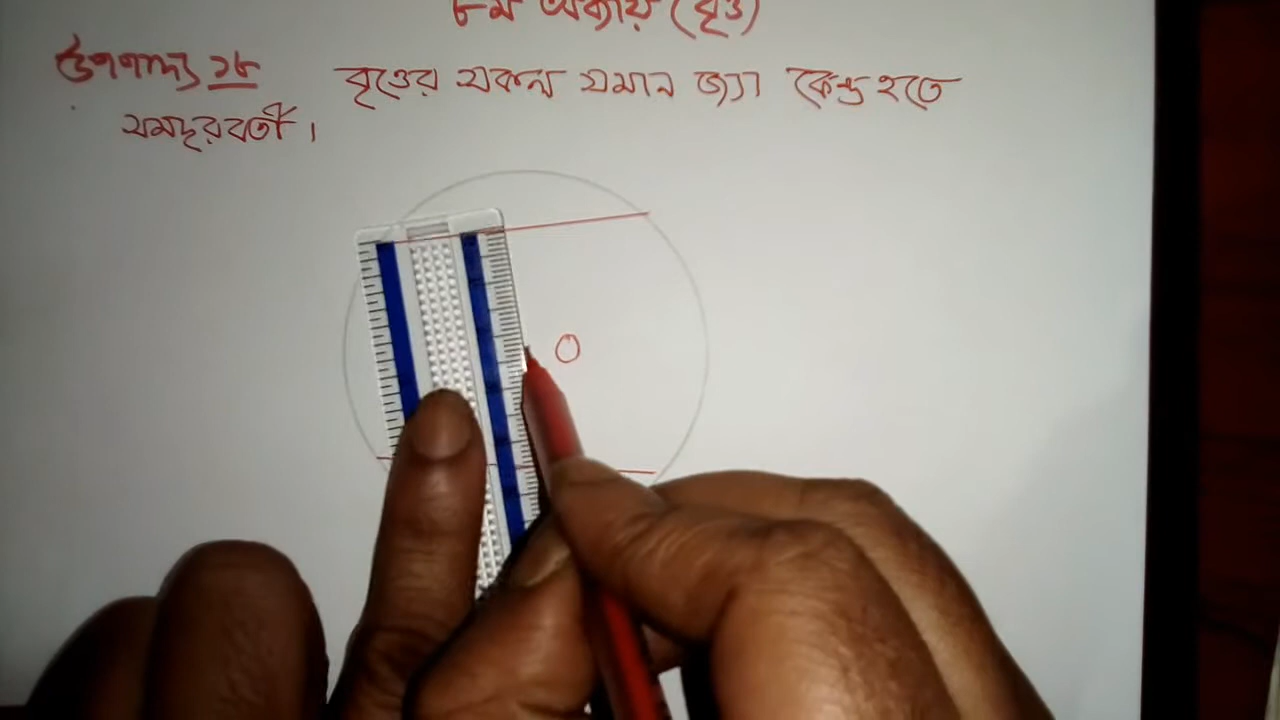 ৮ম অধ্যায় (বৃত্ত)
উপপাদ্য ১৮ বৃত্তের সকল সমান জ্যা কেন্দ্র হতে
সমদূরবর্তী।
O